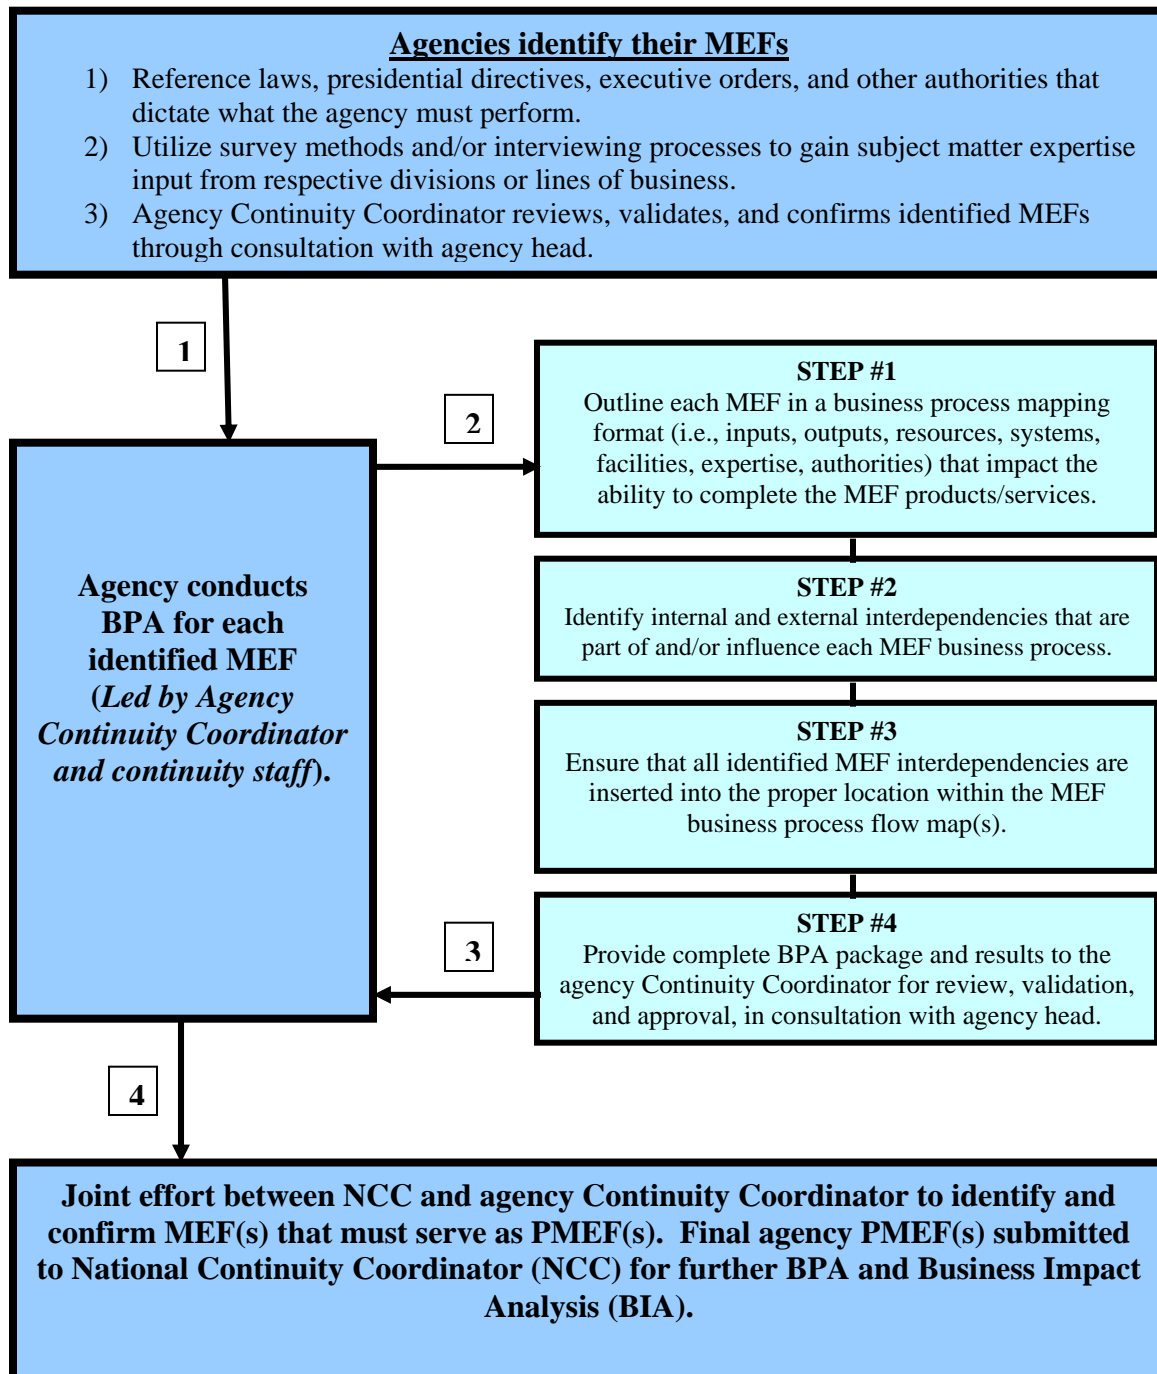 Agencies identify their MEFs
1) Reference laws, presidential directives, executive orders, and other authorities that
dictate what the agency must perform.
2) Utilize survey methods and/or interviewing processes to gain subject matter expertise
input from respective divisions or lines of business.
3) Agency Continuity Coordinator reviews, validates, and confirms identified MEFs
through consultation with agency head.
1
2
STEP #1
Outline each MEF in a business process mapping
format (i.e., inputs, outputs, resources, systems,
facilities, expertise, authorities) that impact the
ability to complete the MEF products/services.
Agency conducts
BPA for each
identified MEF
(Led by Agency
Continuity Coordinator
and continuity staff).
STEP #2
Identify internal and external interdependencies that are
part of and/or influence each MEF business process.
STEP #3
Ensure that all identified MEF interdependencies are
inserted into the proper location within the MEF
business process flow map(s).
STEP #4
Provide complete BPA package and results to the
agency Continuity Coordinator for review, validation,
and approval, in consultation with agency head.
3
4
Joint effort between NCC and agency Continuity Coordinator to identify and
confirm MEF(s) that must serve as PMEF(s).  Final agency PMEF(s) submitted
to National Continuity Coordinator (NCC) for further BPA and Business Impact
Analysis (BIA).